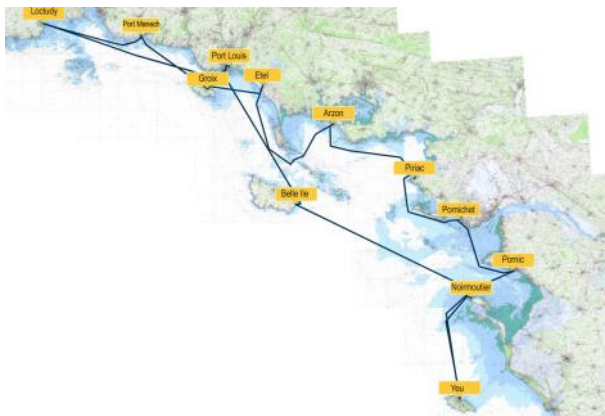 Loctudy
Port Manech
Port Louis
Groix
Etel
Arzon
Piriac
Belle Ile
Pornichet
Pornic
Noirmoutier
Yeu